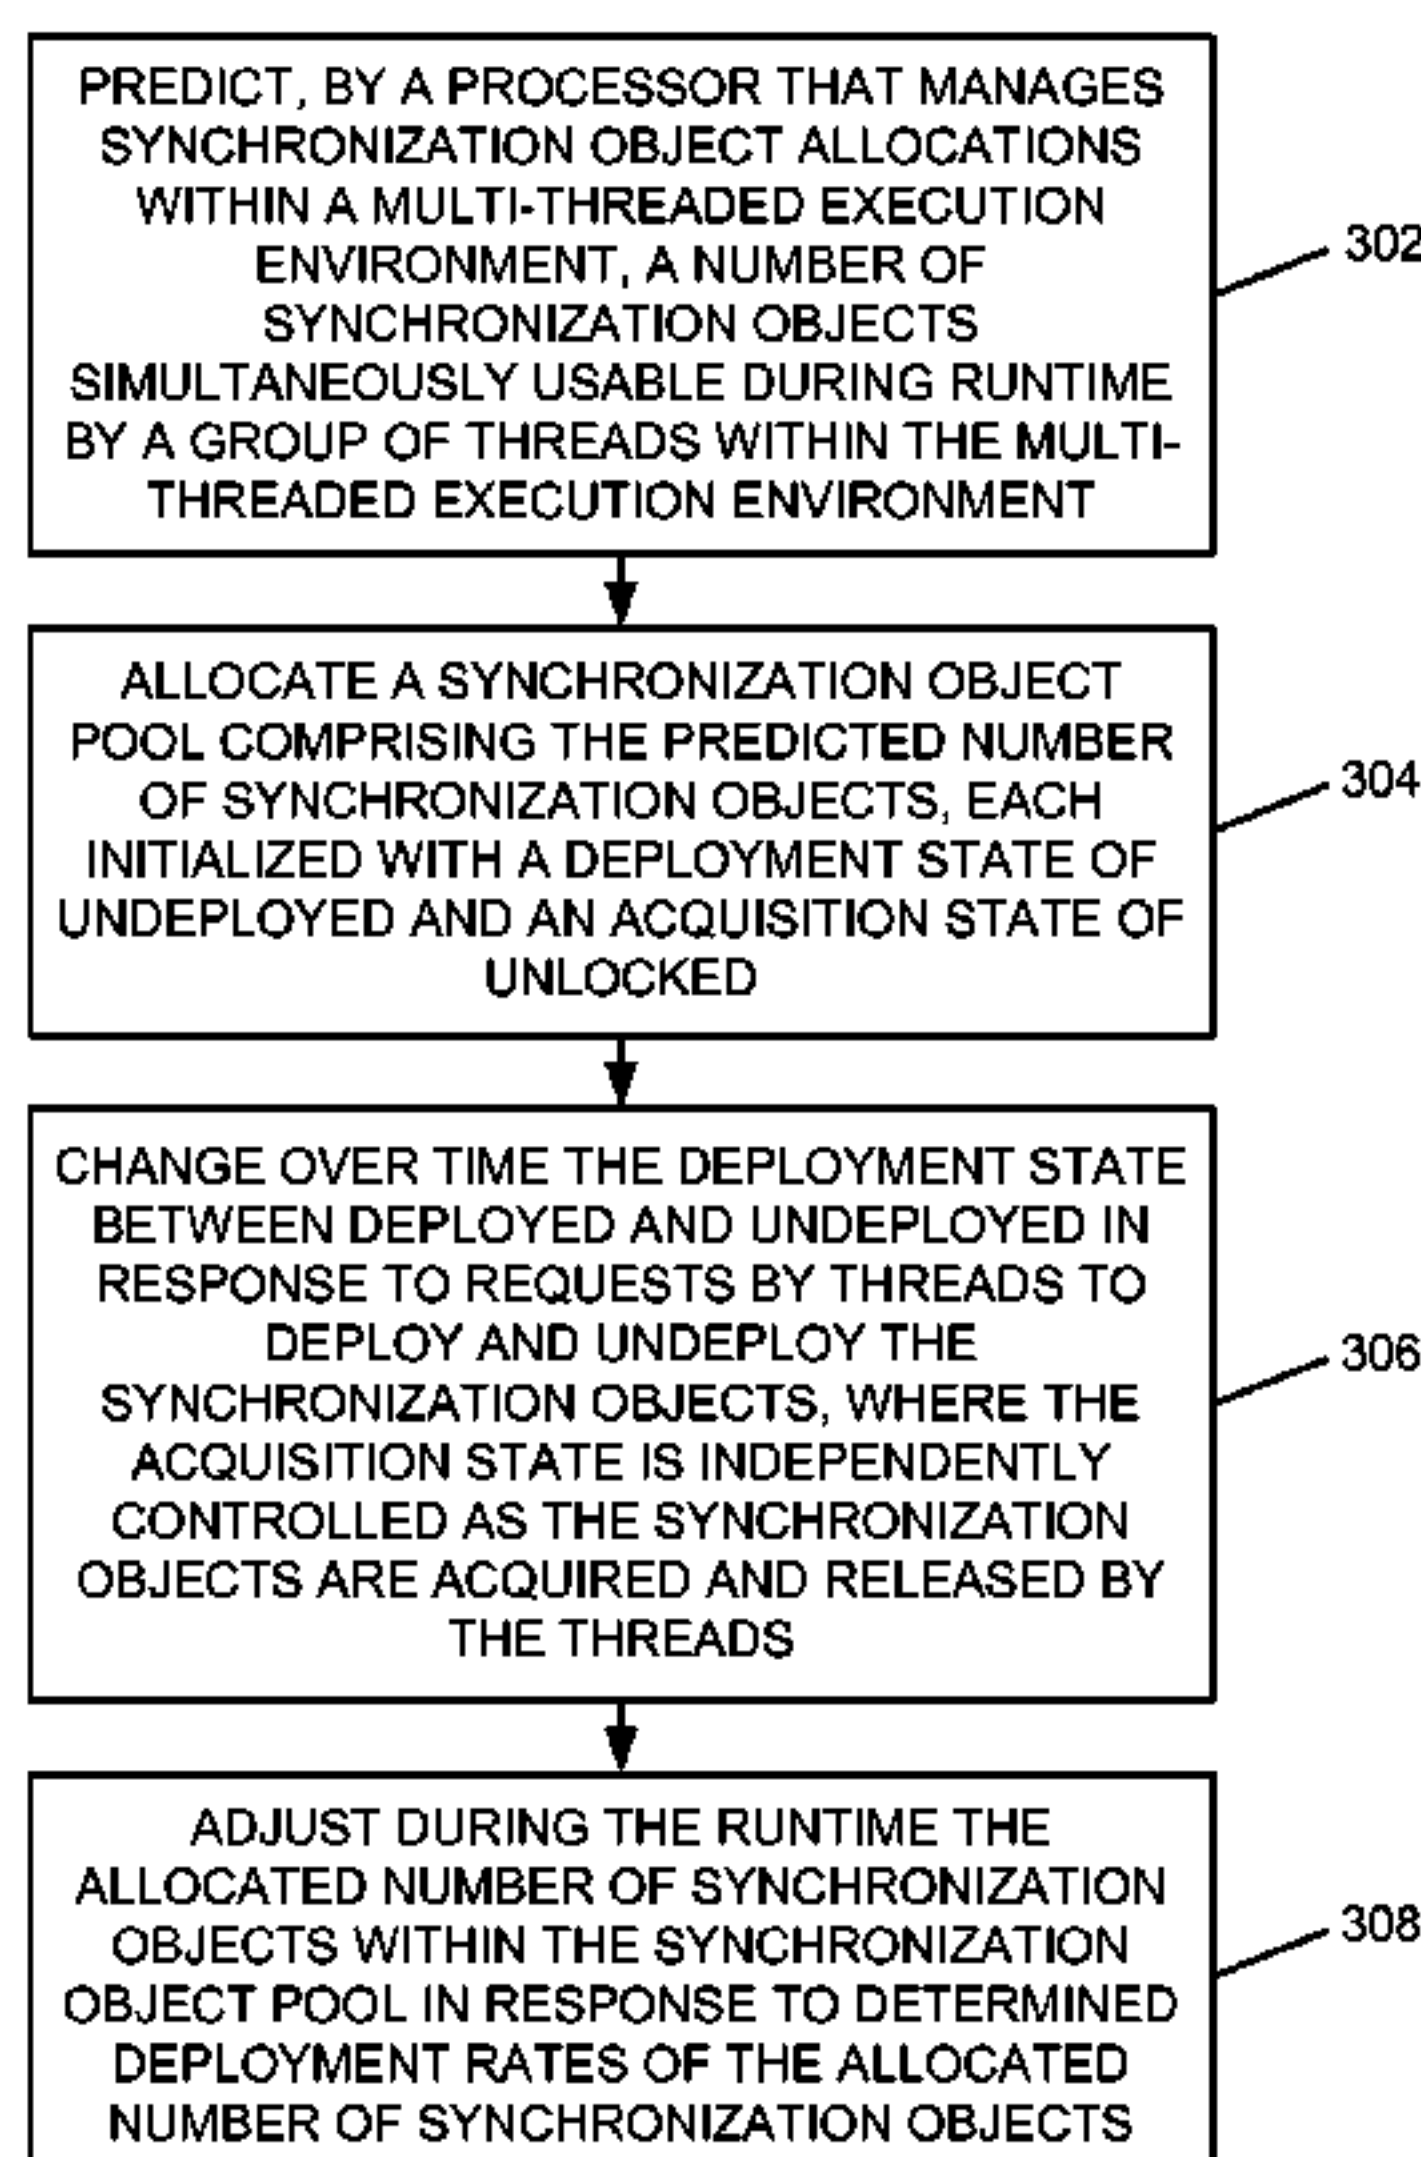 PREDICT, BY A PROCESSOR THAT MANAGES
SYNCHRONIZATION OBJECT ALLOCATIONS
WITHIN A MULTI-THREADED EXECUTION
ENVIRONMENT, A NUMBER OF
SYNCHRONIZATION OBJECTS
SIMULTANEOUSLY USABLE DURING RUNTIME
BY A GROUP OF THREADS WITHIN THE MULTI-
THREADED EXECUTION ENVIRONMENT
302
ALLOCATE A SYNCHRONIZATION OBJECT
POOL COMPRISING THE PREDICTED NUMBER
OF SYNCHRONIZATION OBJECTS, EACH
INITIALIZED WITH A DEPLOYMENT STATE OF
UNDEPLOYED AND AN ACQUISITION STATE OF
UNLOCKED
304
CHANGE OVER TIME THE DEPLOYMENT STATE
BETWEEN DEPLOYED AND UNDEPLOYED IN
RESPONSE TO REQUESTS BY THREADS TO
DEPLOY AND UNDEPLOY THE
SYNCHRONIZATION OBJECTS, WHERE THE
ACQUISITION STATE IS INDEPENDENTLY
CONTROLLED AS THE SYNCHRONIZATION
OBJECTS ARE ACQUIRED AND RELEASED BY
THE THREADS
306
ADJUST DURING THE RUNTIME THE
ALLOCATED NUMBER OF SYNCHRONIZATION
OBJECTS WITHIN THE SYNCHRONIZATION
OBJECT POOL IN RESPONSE TO DETERMINED
DEPLOYMENT RATES OF THE ALLOCATED
NUMBER OF SYNCHRONIZATION OBJECTS
308